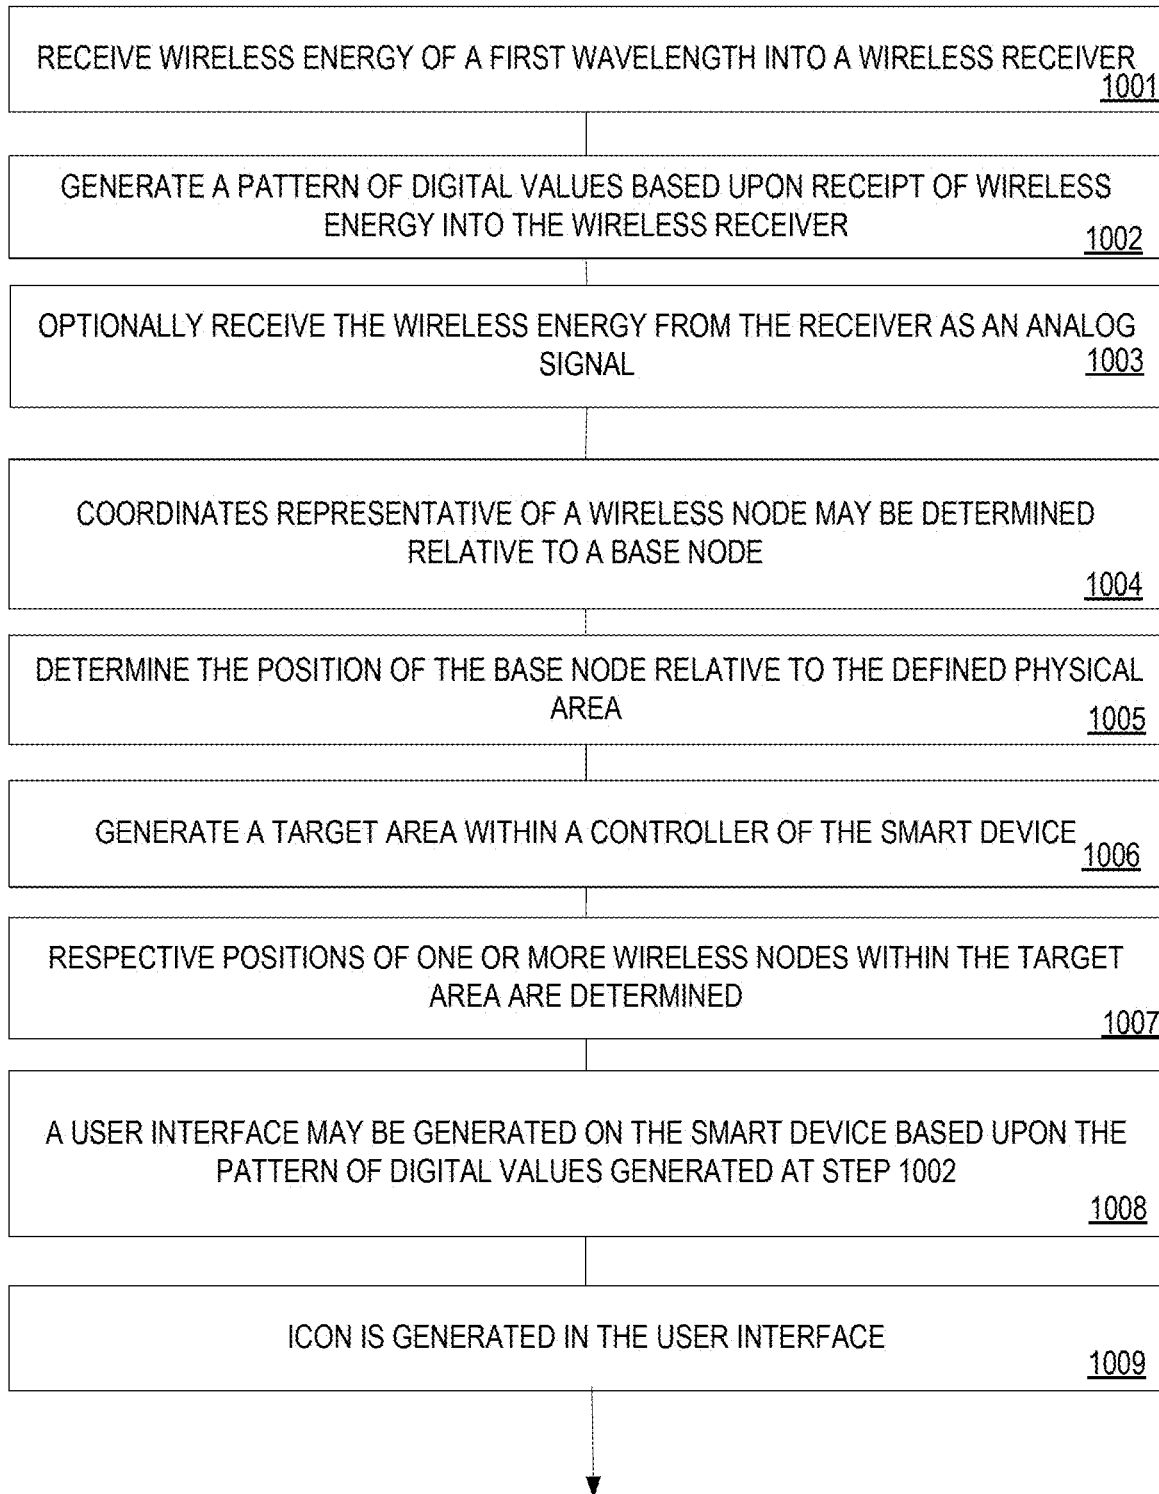 RECEIVE WIRELESS ENERGY OF A FIRST WAVELENGTH INTO A WIRELESS RECEIVER
1001
GENERATE A PATTERN OF DIGITAL VALUES BASED UPON RECEIPT OF WIRELESS
ENERGY INTO THE WIRELESS RECEIVER
1002
OPTIONALLY RECEIVE THE WIRELESS ENERGY FROM THE RECEIVER AS AN ANALOG
SIGNAL
1003
COORDINATES REPRESENTATIVE OF A WIRELESS NODE MAY BE DETERMINED
RELATIVE TO A BASE NODE
1004
DETERMINE THE POSITION OF THE BASE NODE RELATIVE TO THE DEFINED PHYSICAL
AREA
1005
GENERATE A TARGET AREA WITHIN A CONTROLLER OF THE SMART DEVICE
1006
RESPECTIVE POSITIONS OF ONE OR MORE WIRELESS NODES WITHIN THE TARGET
AREA ARE DETERMINED
1007
A USER INTERFACE MAY BE GENERATED ON THE SMART DEVICE BASED UPON THE
PATTERN OF DIGITAL VALUES GENERATED AT STEP 1002
1008
ICON IS GENERATED IN THE USER INTERFACE
1009